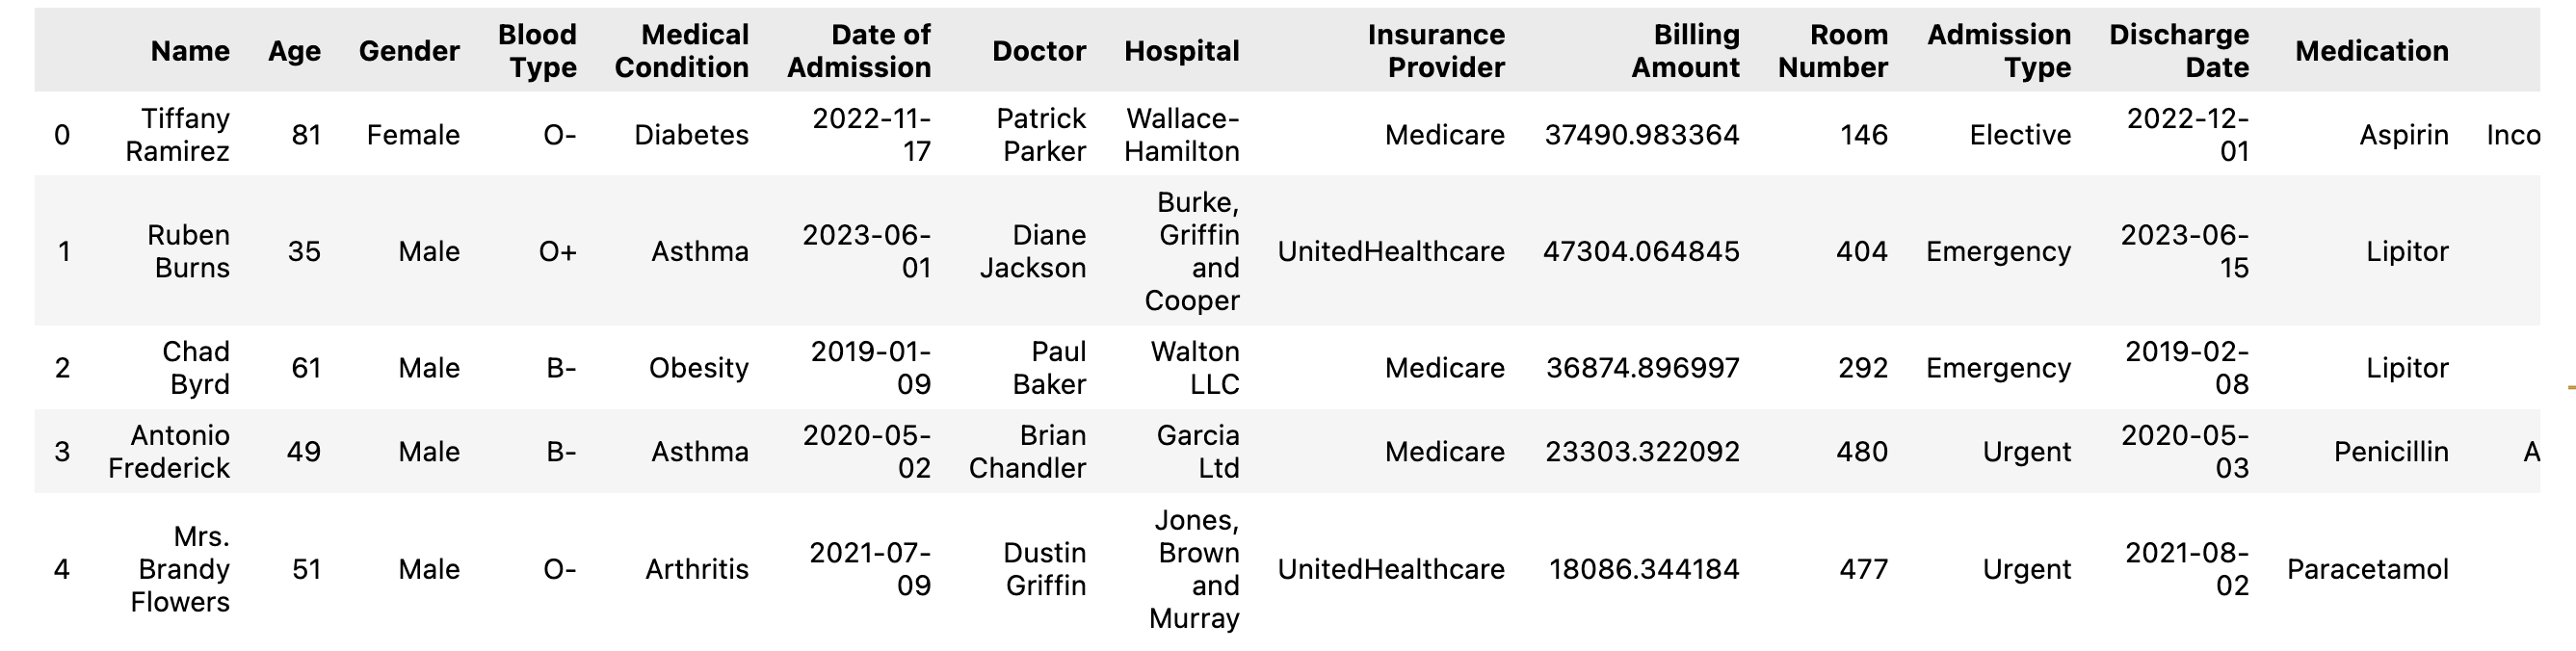 Name Age Gender Blood Type Medical Condition Date of Admission Doctor Hospital Insurance Provider Billing Amount Room Number Admission Type Discharge Date Medication
0 Tiffany Ramirez 81 Female O- Diabetes 2022-11-17 Patrick Parker Wallace-Hamilton Medicare 37490.983364 146 Elective 2022-12-01 Aspirin Inco
1 Ruben Burns 35 Male O+ Asthma 2023-06-01 Diane Jackson Burke, Griffin and Cooper UnitedHealthcare 47304.064845 404 Emergency 2023-06-15 Lipitor
2 Chad Byrd 61 Male B- Obesity 2019-01-09 Paul Baker Walton LLC Medicare 36874.896997 292 Emergency 2019-02-08 Lipitor
3 Antonio Frederick 49 Male B- Asthma 2020-05-02 Brian Chandler Garcia Ltd Medicare 23303.322092 480 Urgent 2020-05-03 Penicillin A
4 Mrs. Brandy Flowers 51 Male O- Arthritis 2021-07-09 Dustin Griffin Jones, Brown and Murray UnitedHealthcare 18086.344184 477 Urgent 2021-08-02 Paracetamol